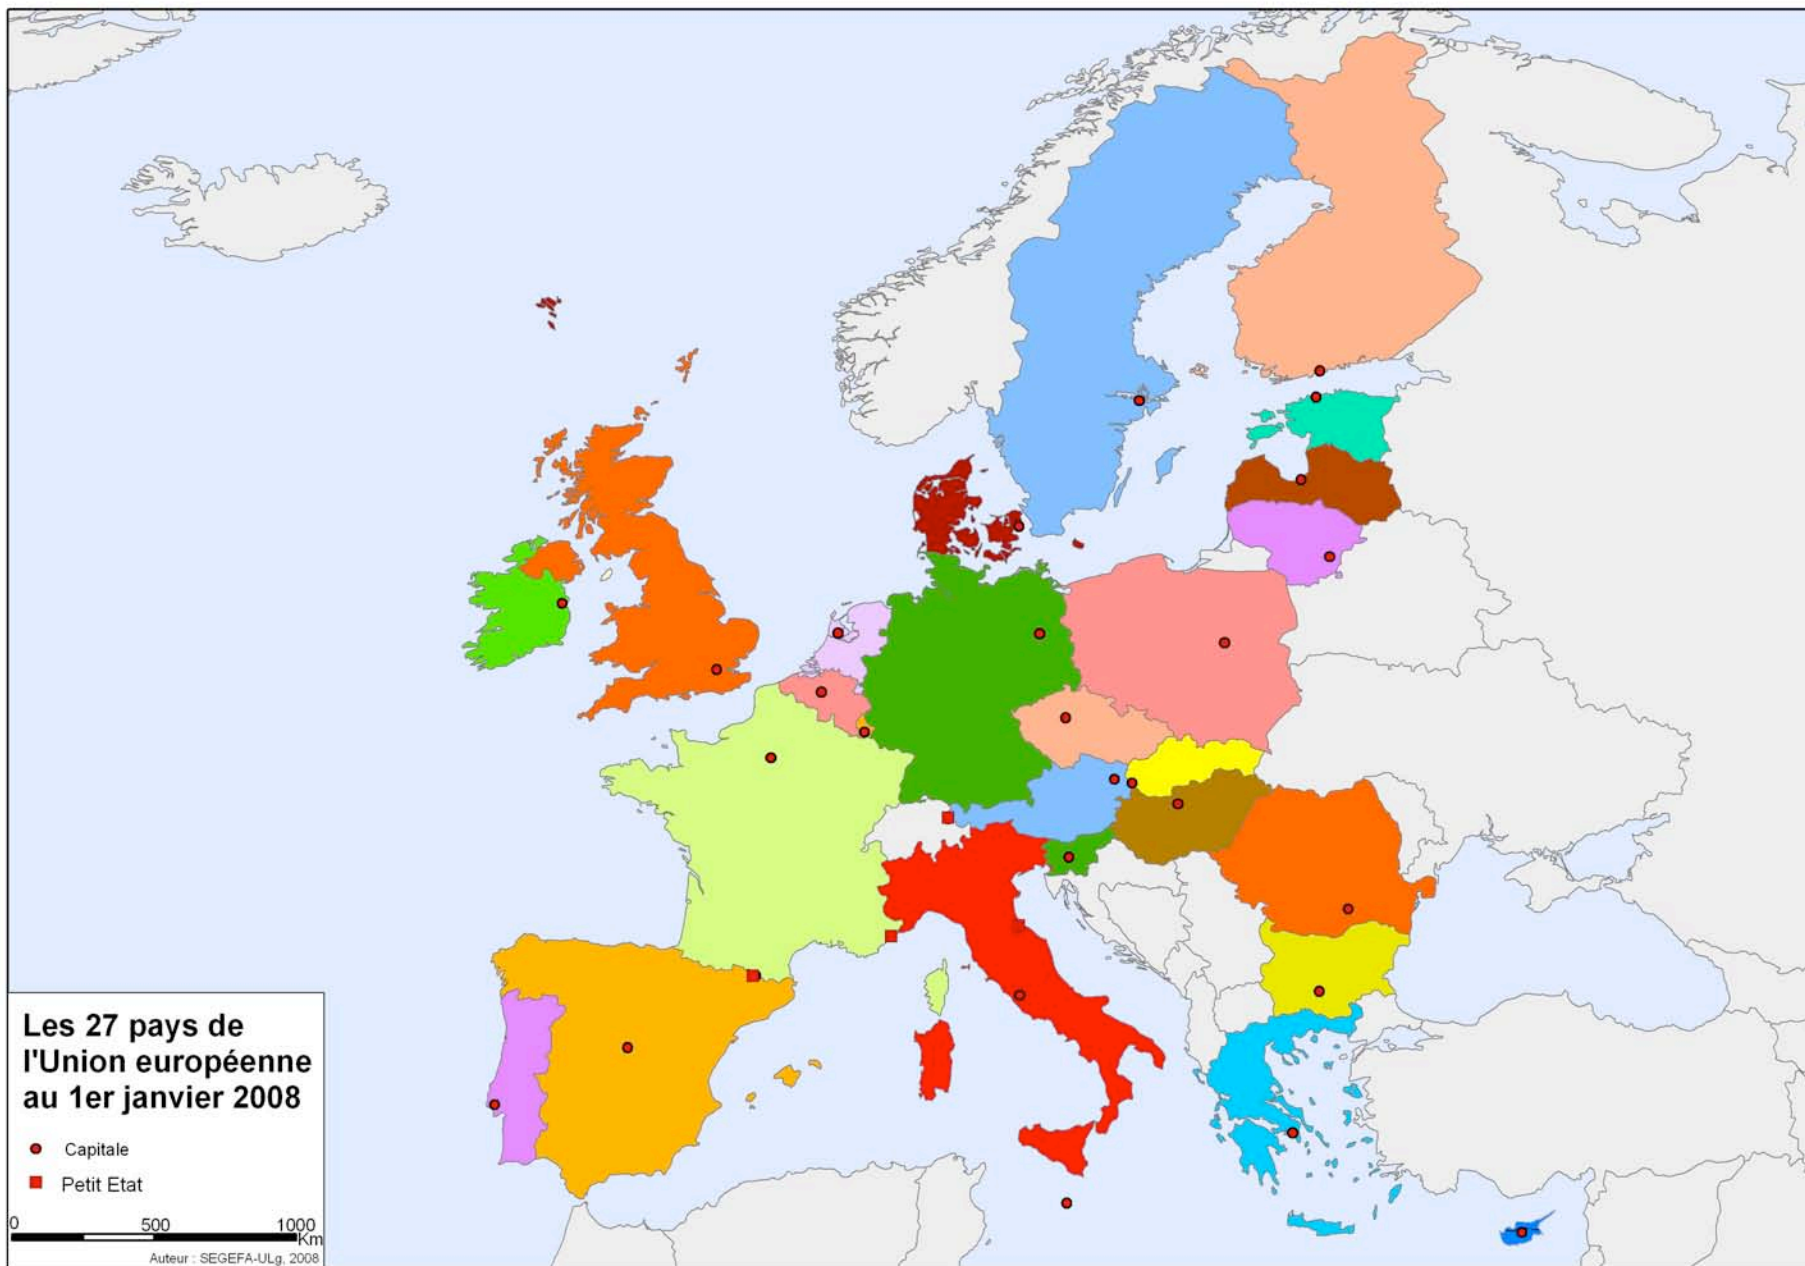 Les 27 pays de
l'Union européenne
au 1er janvier 2008
Capitale
Petit Etat
0 500 1000
Km
Auteur : SEGEFA-ULg, 2008